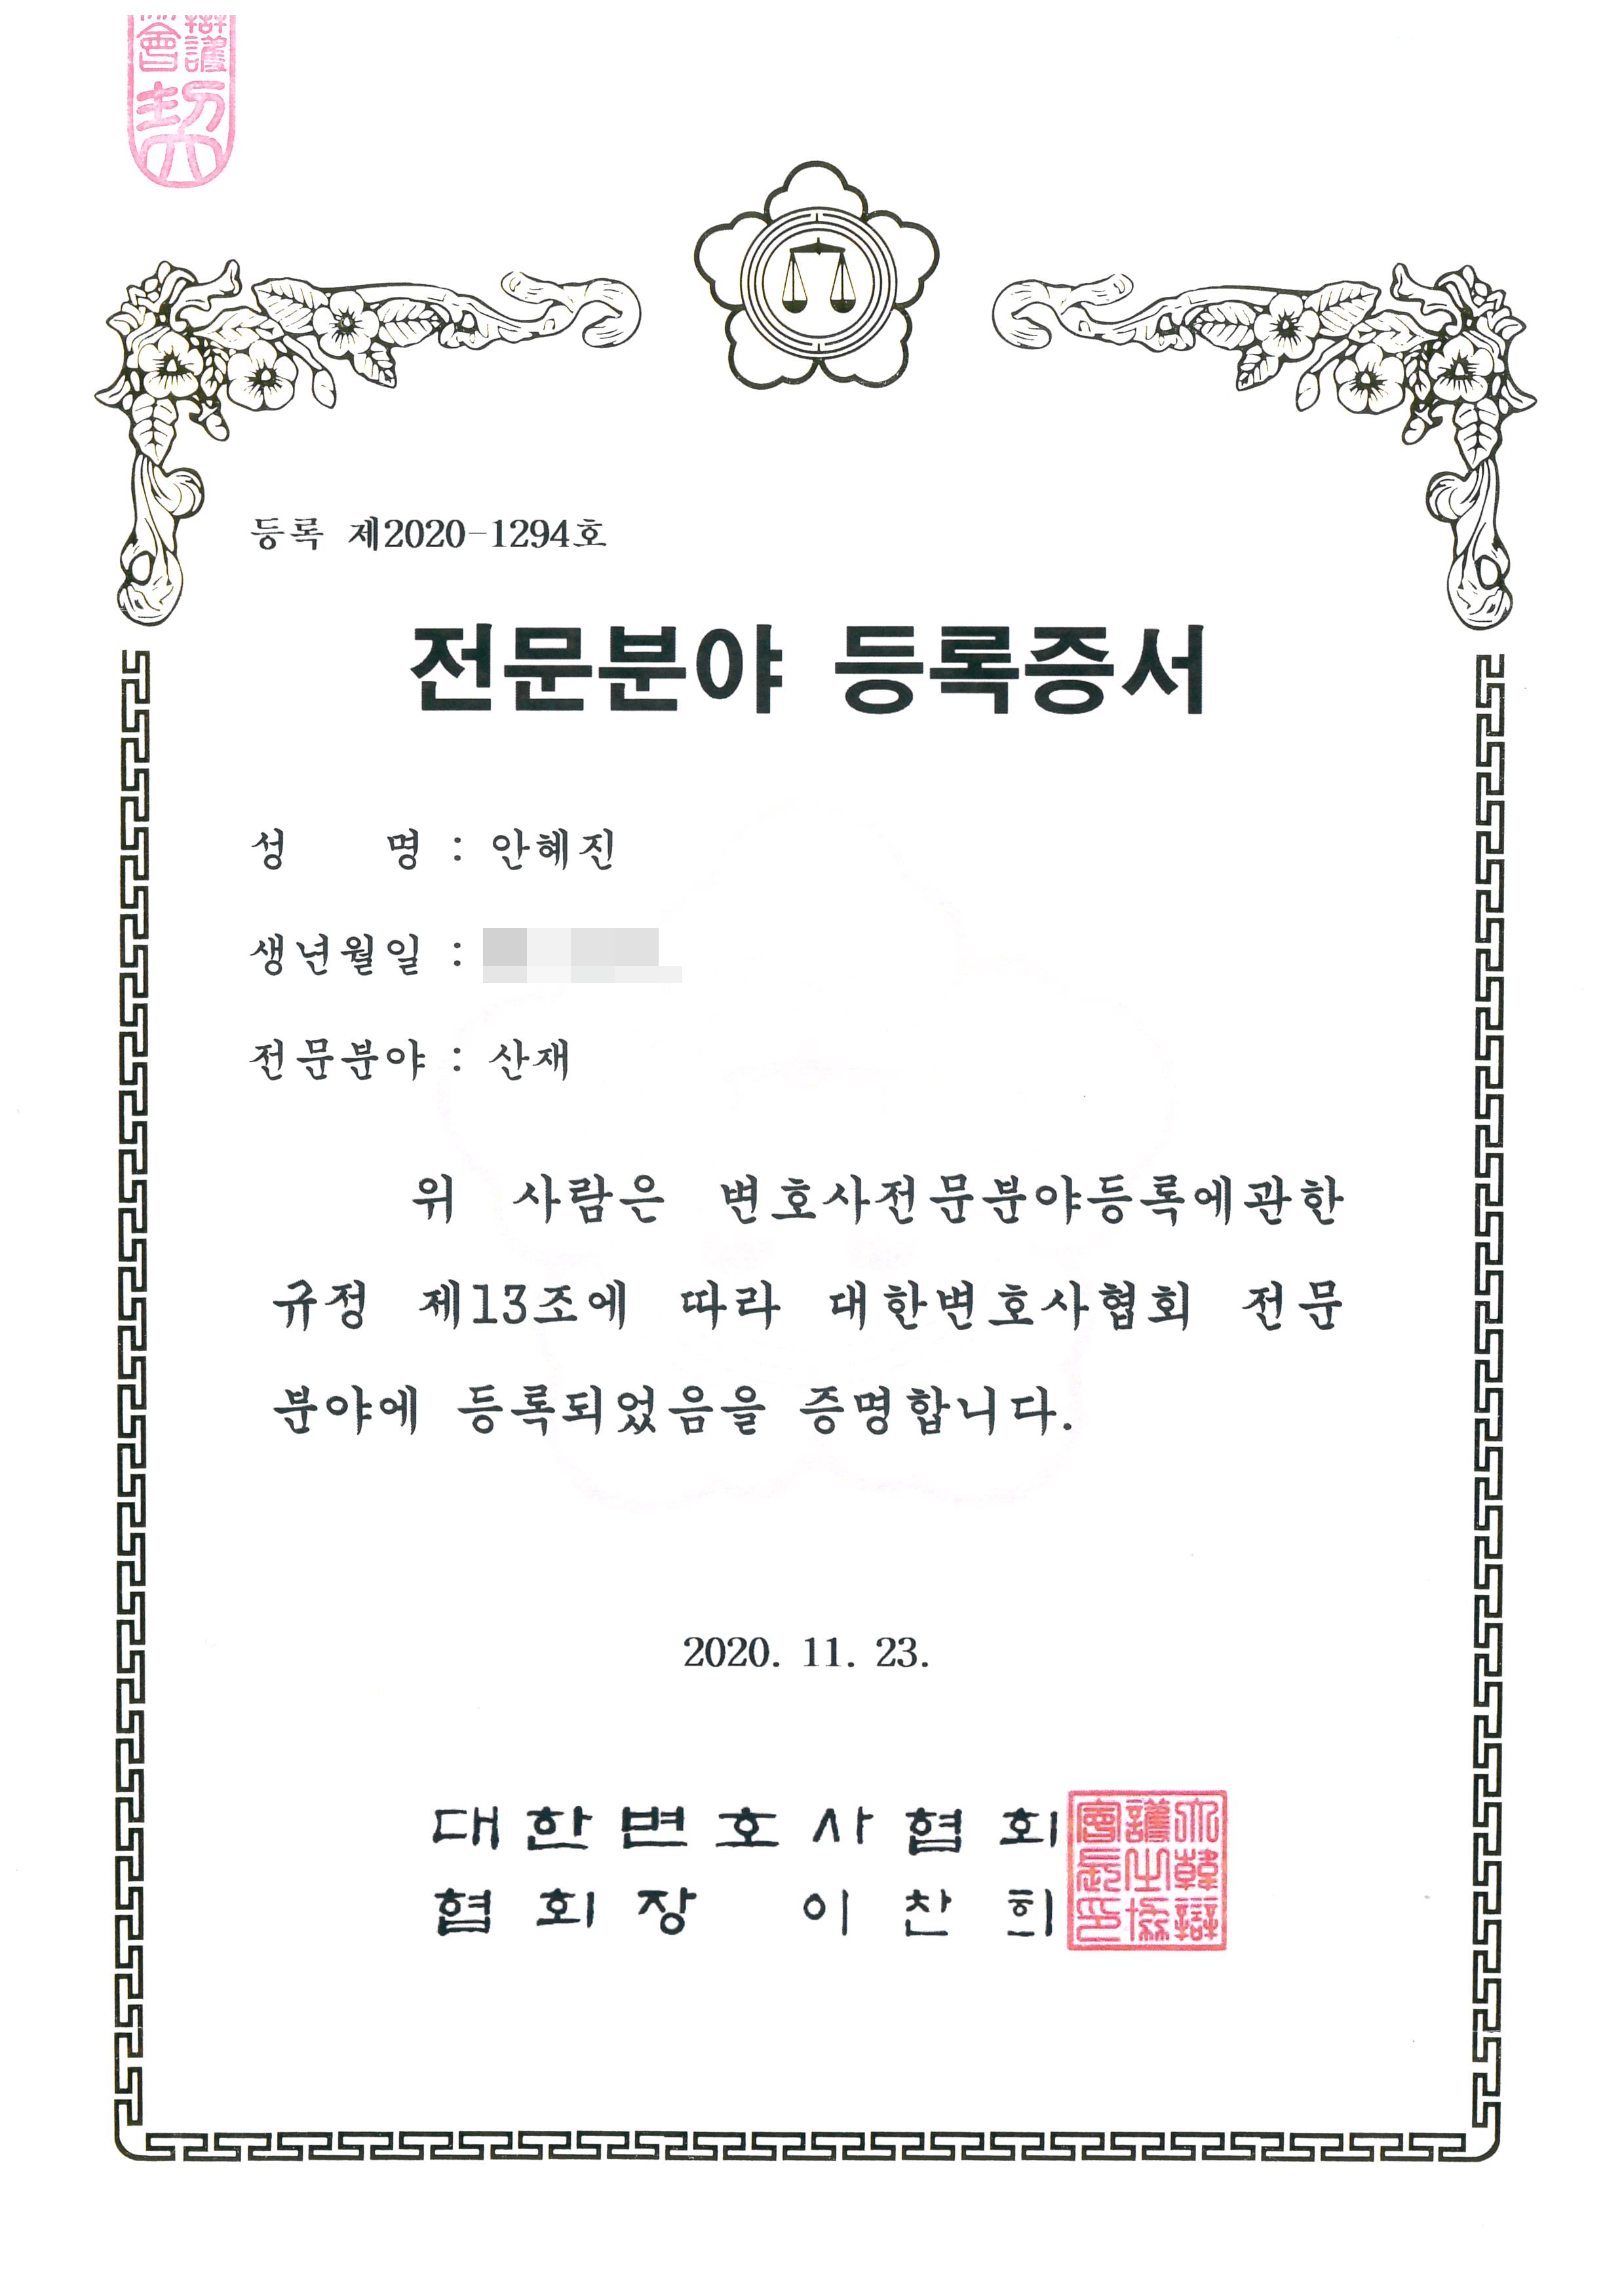 등록 제2020-1294호
전문분야 등록증서
성 명 : 안혜진
생년월일 :
전문분야 : 산재
위 사람은 변호사전문분야등록에관한
규정 제13조에 따라 대한변호사협회 전문
분야에 등록되었음을 증명합니다.
2020. 11. 23.
대한변호사협회
협회장 이찬희